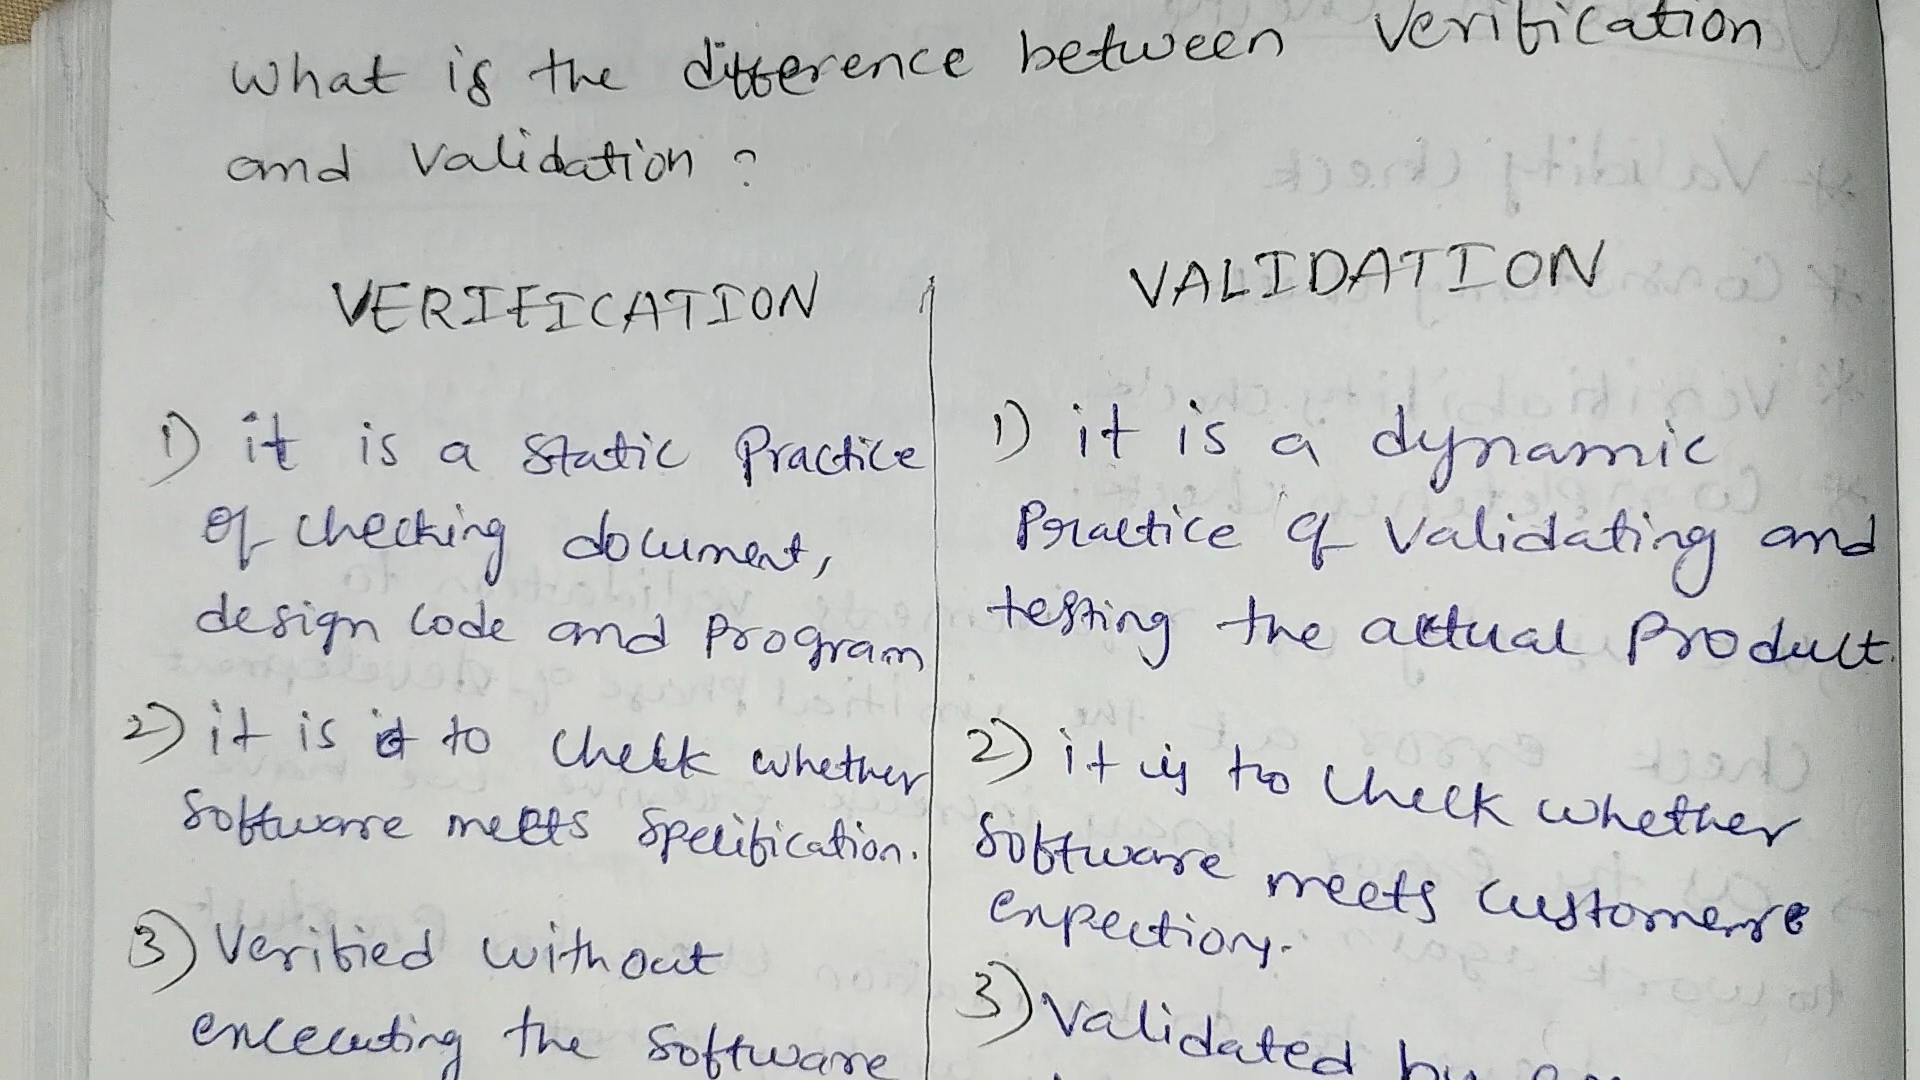 What is the difference between Verification
and Validation ?
VERIFICATION
1) it is a static Practice
of checking document,
design code and Program
2) it is to check whether
Software meets Specification.
3) Verified without
the Software
VALIDATION
1) it is a dynamic
Practice of Validating and
testing the actual Product.
2) it is to check whether
Software meets customere
expection.
3) Validated by